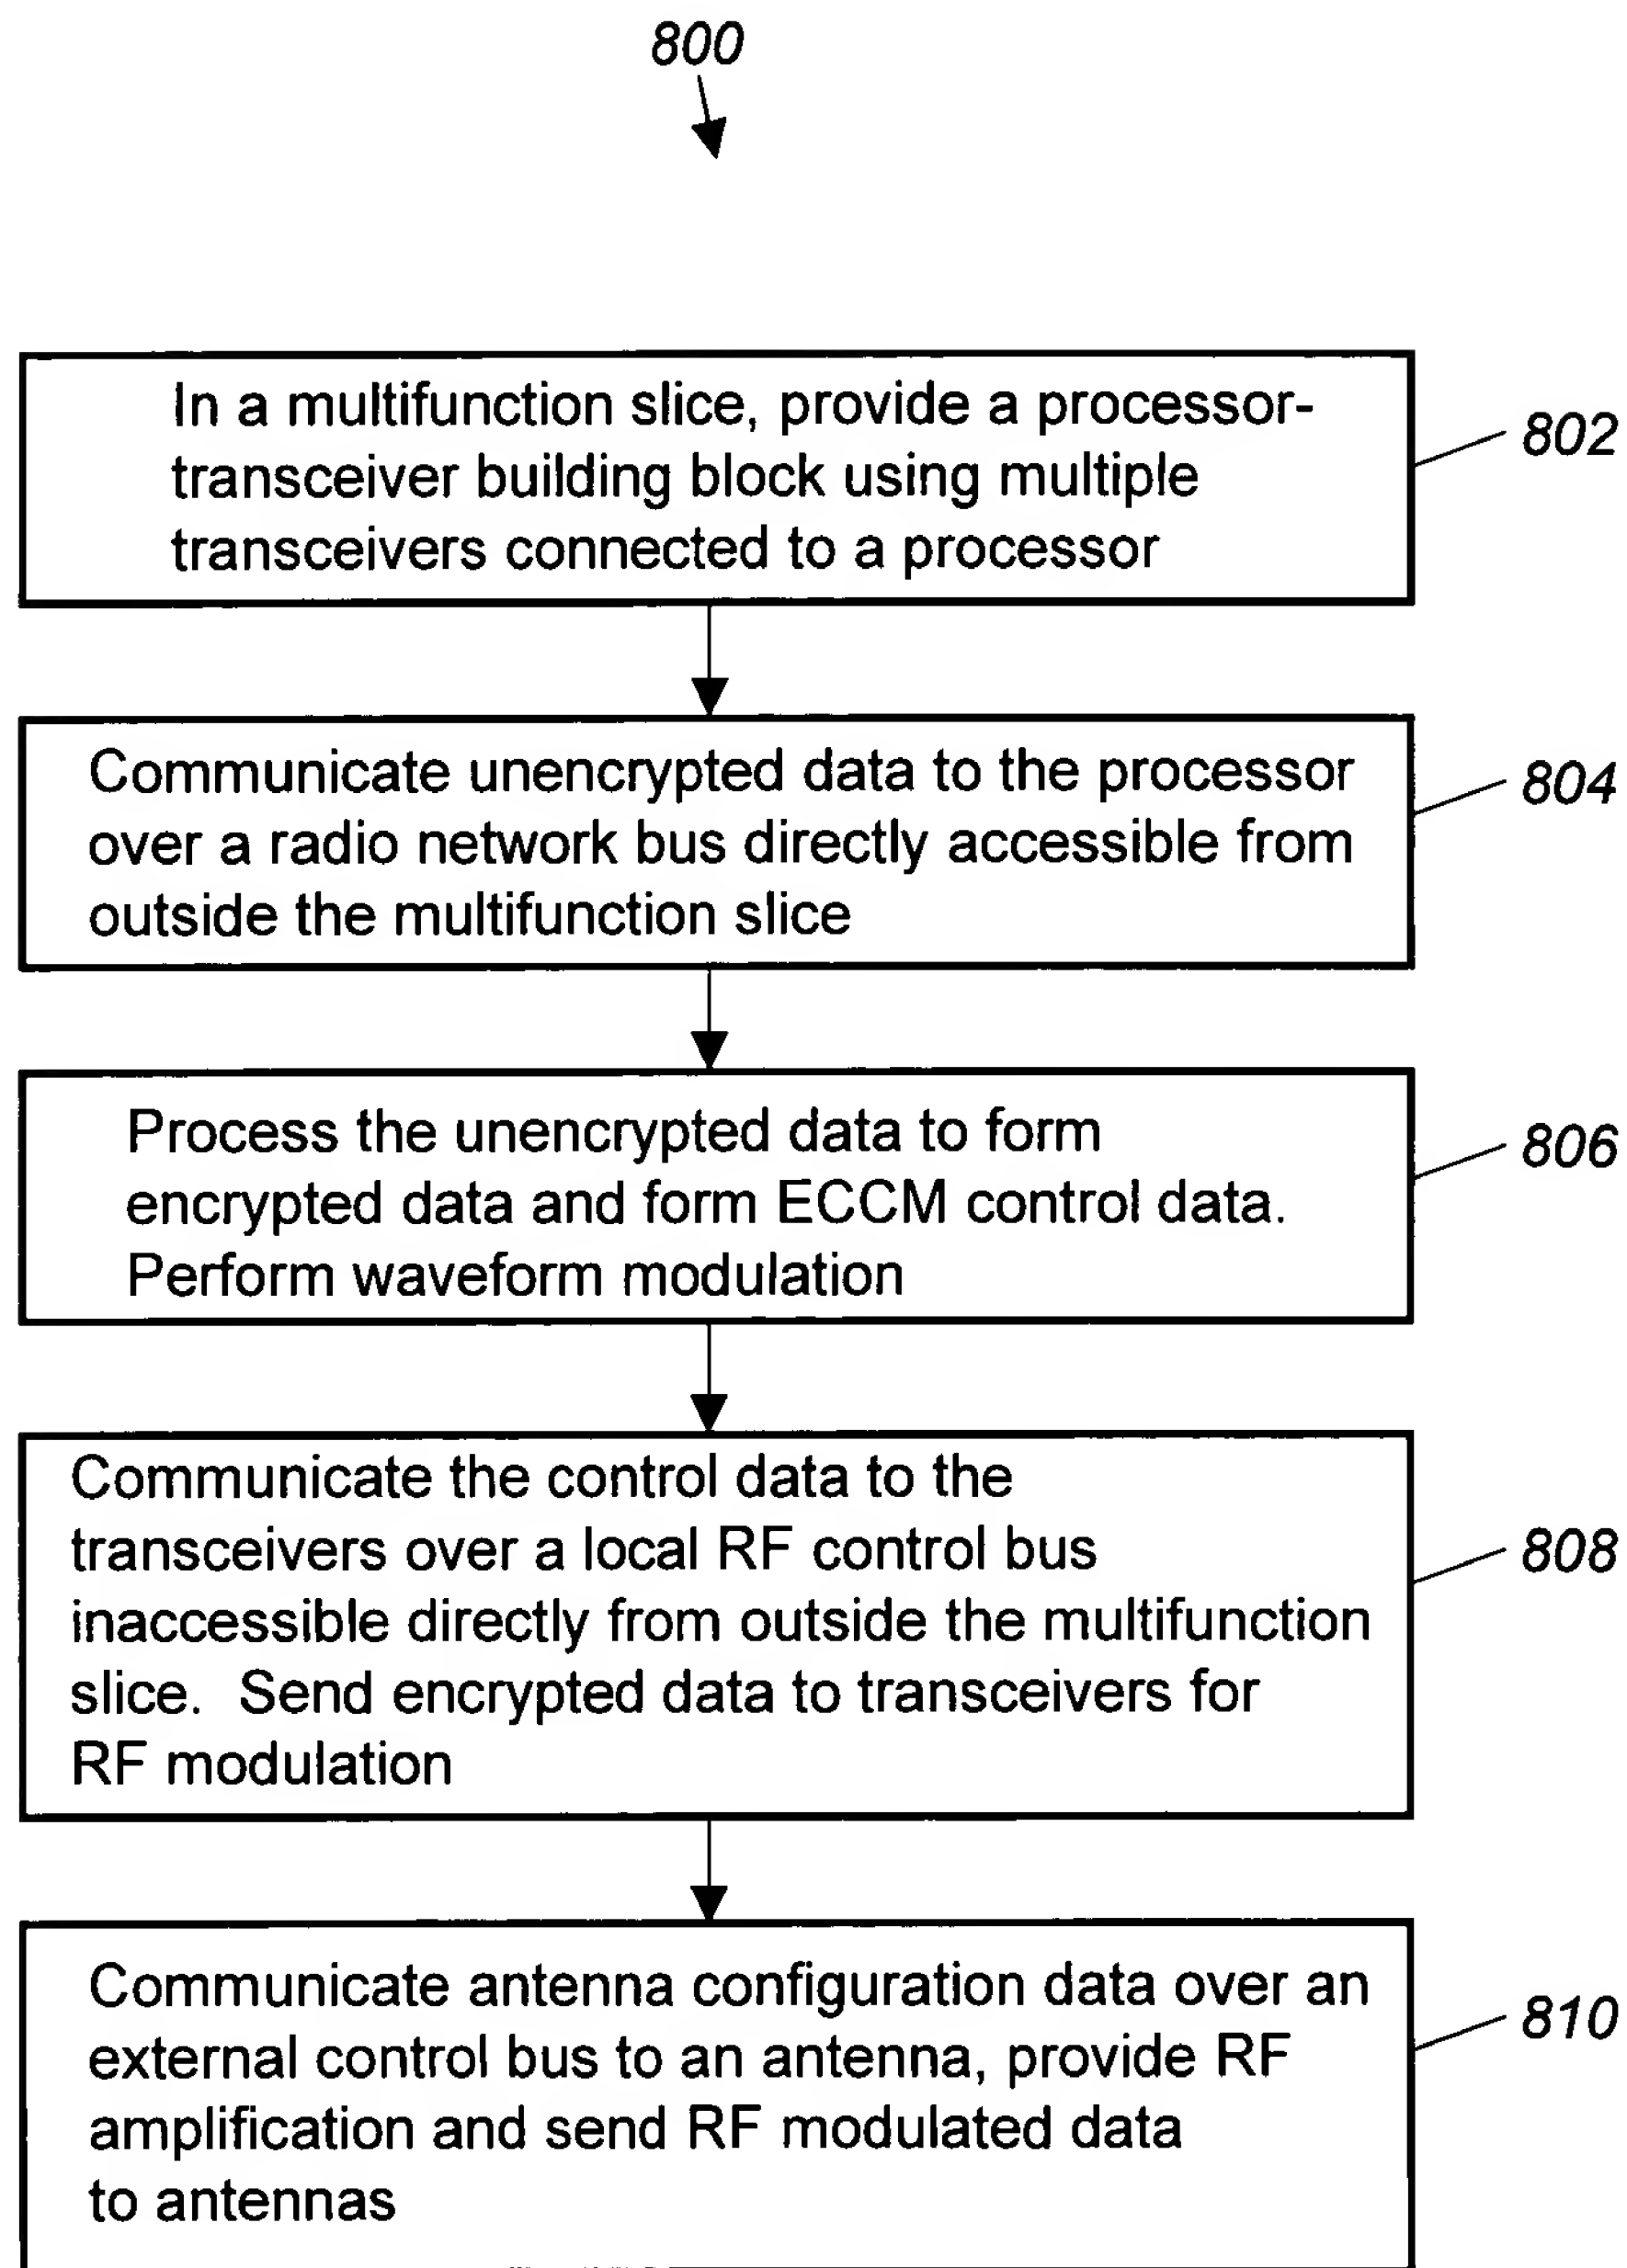 800
In a multifunction slice, provide a processor-
transceiver building block using multiple
transceivers connected to a processor
802
Communicate unencrypted data to the processor
over a radio network bus directly accessible from
outside the multifunction slice
804
Process the unencrypted data to form
encrypted data and form ECCM control data.
Perform waveform modulation
806
Communicate the control data to the
transceivers over a local RF control bus
inaccessible directly from outside the multifunction
slice.  Send encrypted data to transceivers for
RF modulation
808
Communicate antenna configuration data over an
external control bus to an antenna, provide RF
amplification and send RF modulated data
to antennas
810